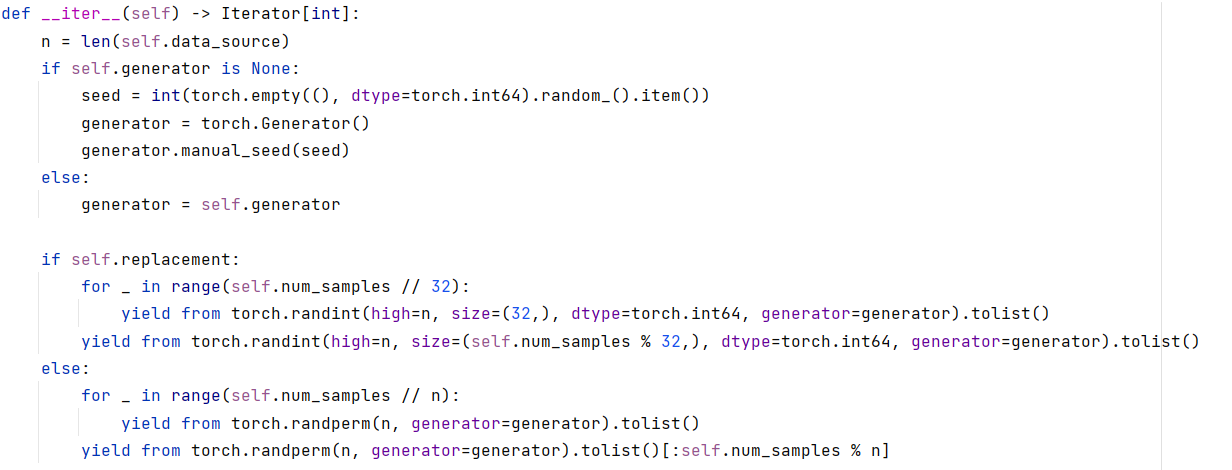 def __iter__(self) -> Iterator[int]:
    n = len(self.data_source)
    if self.generator is None:
        seed = int(torch.empty((), dtype=torch.int64).random_().item())
        generator = torch.Generator()
        generator.manual_seed(seed)
    else:
        generator = self.generator

    if self.replacement:
        for _ in range(self.num_samples // 32):
            yield from torch.randint(high=n, size=(32,), dtype=torch.int64, generator=generator).tolist()
        yield from torch.randint(high=n, size=(self.num_samples % 32,), dtype=torch.int64, generator=generator).tolist()
    else:
        for _ in range(self.num_samples // n):
            yield from torch.randperm(n, generator=generator).tolist()
        yield from torch.randperm(n, generator=generator).tolist()[:self.num_samples % n]